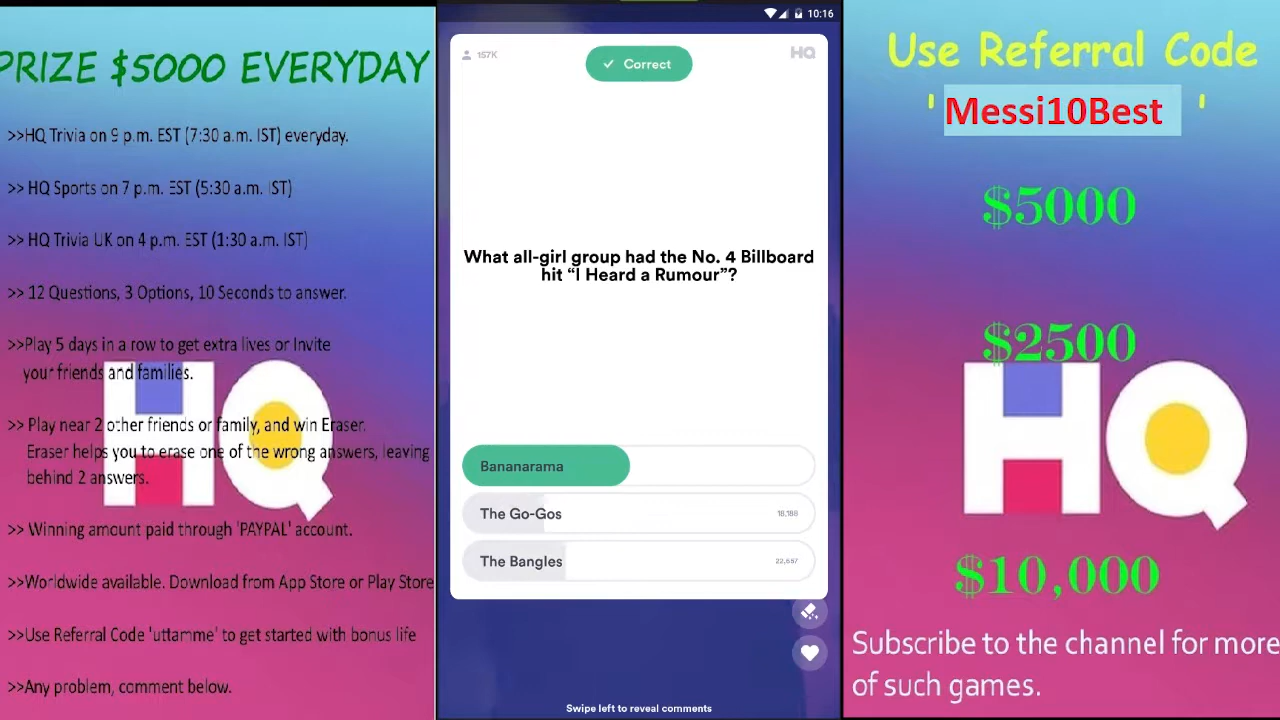 PRIZE $5000 EVERYDAY
>>HQ Trivia on 9 p.m. EST (7:30 a.m. IST) everyday.
>> HQ Sports on 7 p.m. EST (5:30 a.m. IST)
>> HQ Trivia UK on 4 p.m. EST (1:30 a.m. IST)
>> 12 Questions, 3 Options, 10 Seconds to answer.
>>Play 5 days in a row to get extra lives or Invite
your friends and families.
>> Play near 2 other friends or family, and win Eraser.
Eraser helps you to erase one of the wrong answers, leaving
behind 2 answers.
>> Winning amount paid through 'PAYPAL' account.
>>Worldwide available. Download from App Store or Play Store
>>Use Referral Code 'uttamme' to get started with bonus life
>>Any problem, comment below.
HQ
10:16
157K
✓ Correct
HQ
What all-girl group had the No. 4 Billboard
hit “I Heard a Rumour”?
Bananarama
The Go-Gos 18,188
The Bangles 22,657
Swipe left to reveal comments
Use Referral Code
' Messi10Best '
$5000
$2500
HQ
$10,000
Subscribe to the channel for more
of such games.